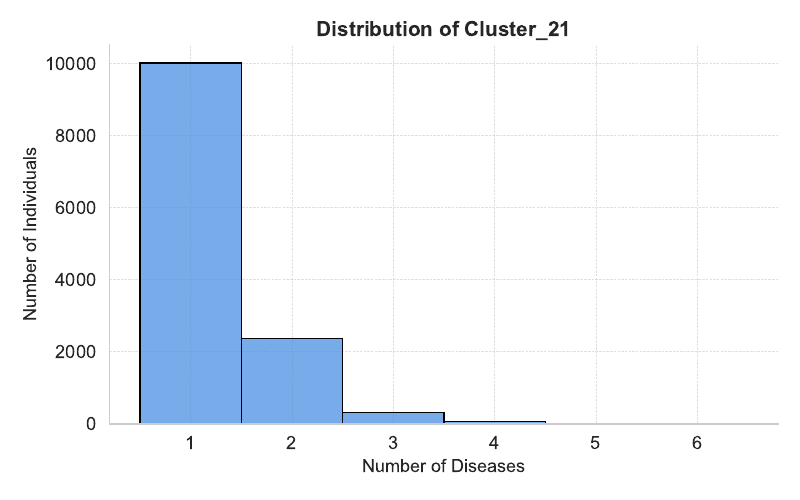 Distribution of Cluster_21
10000
8000
6000
4000
2000
0
Number of Individuals
1 2 3 4 5 6
Number of Diseases